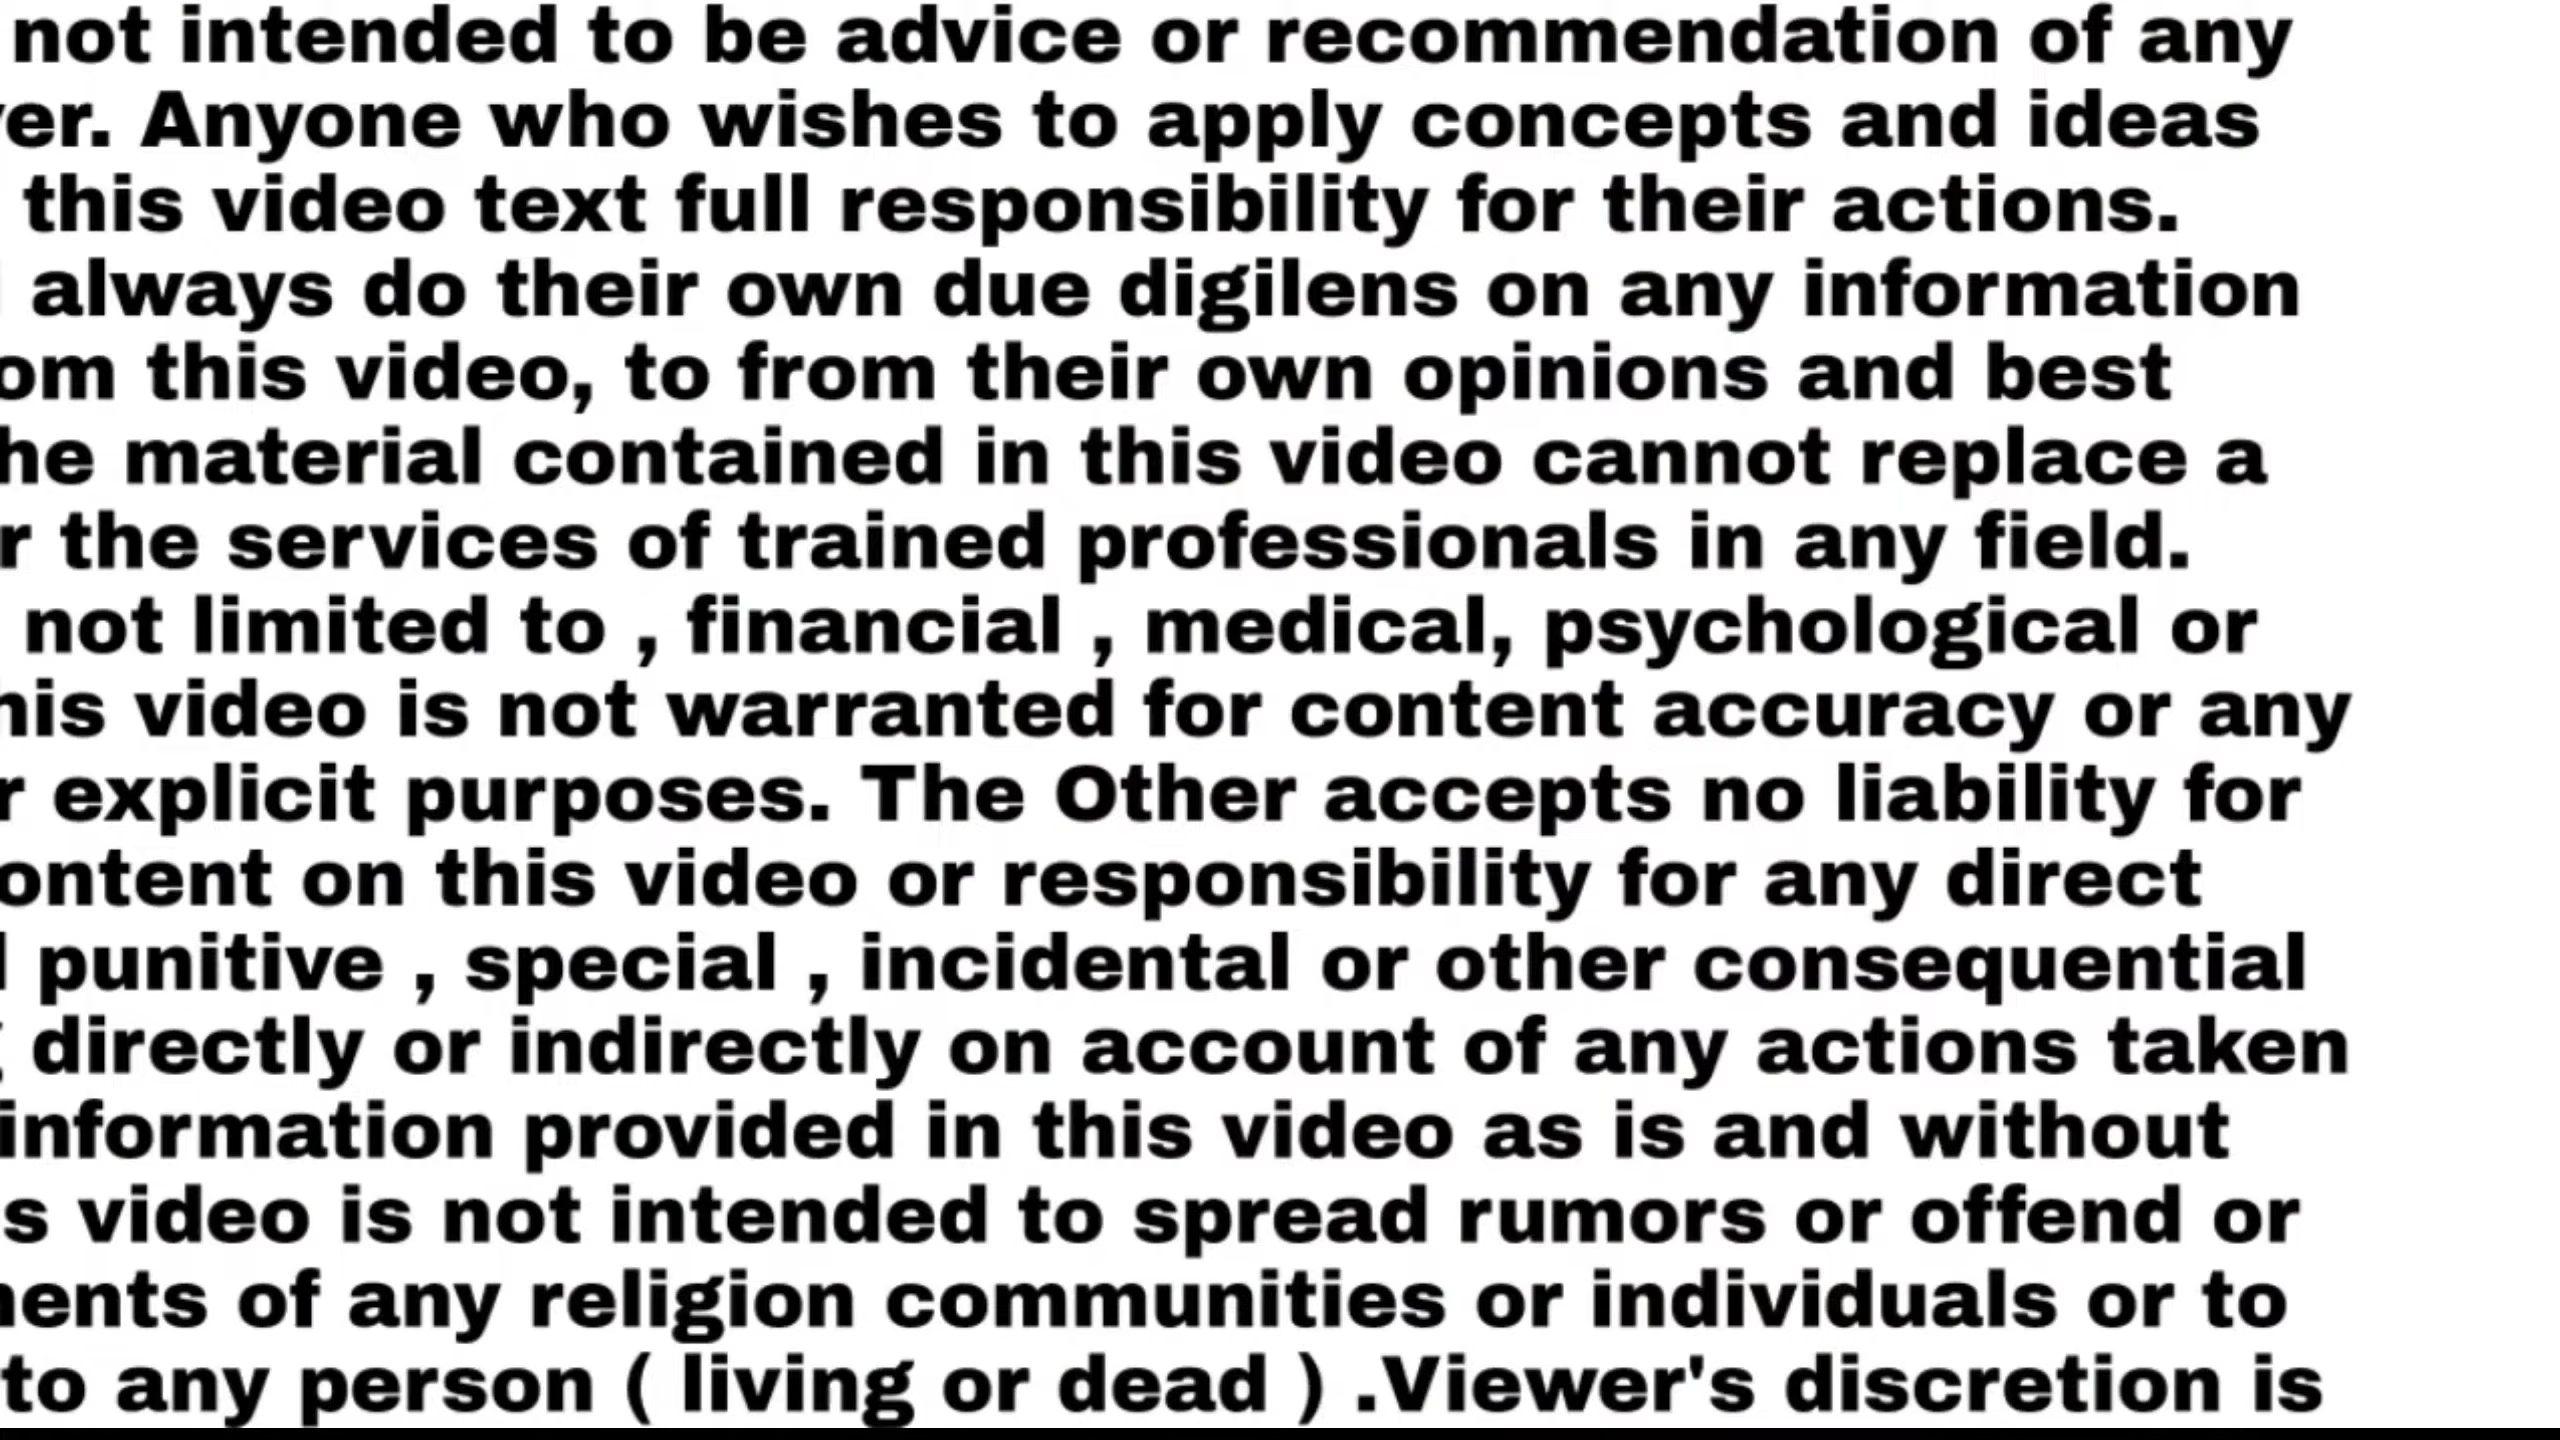 not intended to be advice or recommendation of any
er. Anyone who wishes to apply concepts and ideas
this video text full responsibility for their actions.
always do their own due digilens on any information
om this video, to from their own opinions and best
he material contained in this video cannot replace a
r the services of trained professionals in any field.
not limited to , financial , medical, psychological or
his video is not warranted for content accuracy or any
r explicit purposes. The Other accepts no liability for
ontent on this video or responsibility for any direct
punitive , special , incidental or other consequential
directly or indirectly on account of any actions taken
information provided in this video as is and without
s video is not intended to spread rumors or offend or
ents of any religion communities or individuals or to
to any person ( living or dead ) .Viewer's discretion is